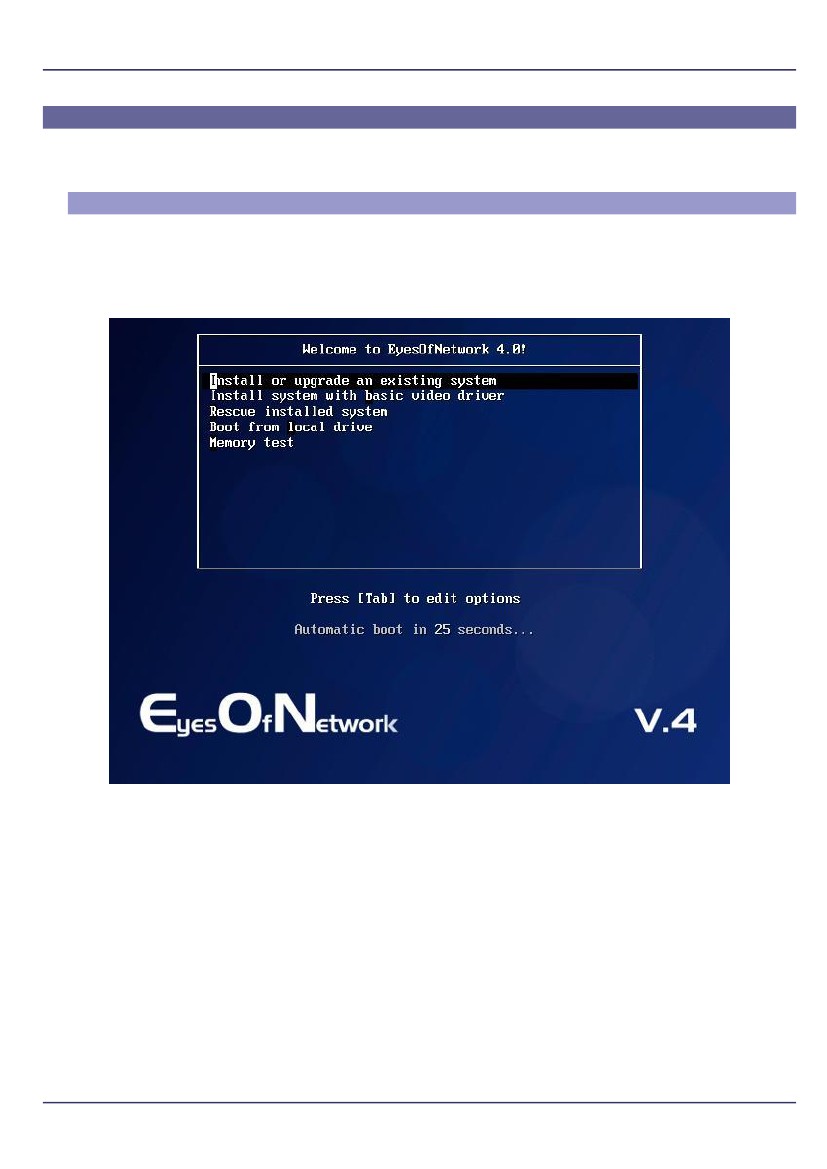 Welcome to EyesOfNetwork 4.0!
Install or upgrade an existing system
Install system with basic video driver
Rescue installed system
Boot from local drive
Memory test
Press [Tab] to edit options
Automatic boot in 25 seconds...
EyesOfNetwork
V.4